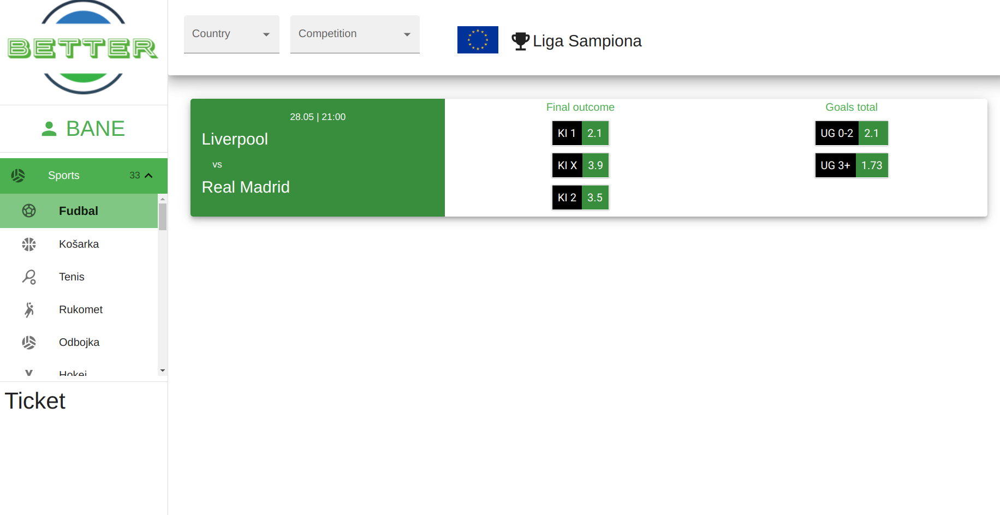 BETTER
BANE
Sports 33
Fudbal
Košarka
Tenis
Rukomet
Odbojka
Hokej
Ticket
Country
Competition
Liga Sampiona
28.05 | 21:00
Liverpool
vs
Real Madrid
Final outcome
KI 1 2.1
KI X 3.9
KI 2 3.5
Goals total
UG 0-2 2.1
UG 3+ 1.73